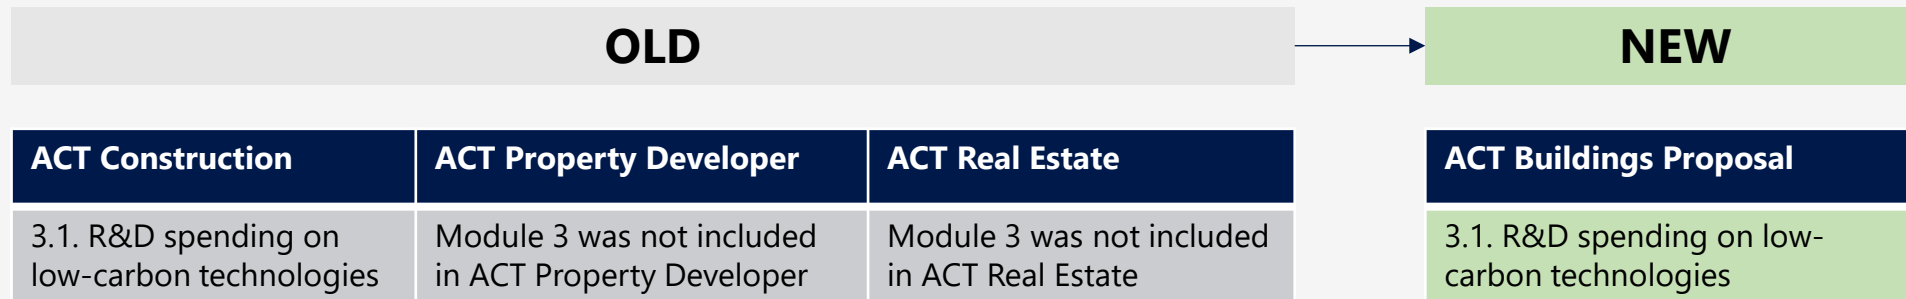 OLD
NEW
ACT Construction
ACT Property Developer
ACT Real Estate
ACT Buildings Proposal
3.1. R&D spending on
low-carbon technologies
Module 3 was not included
in ACT Property Developer
Module 3 was not included
in ACT Real Estate
3.1. R&D spending on low-
carbon technologies